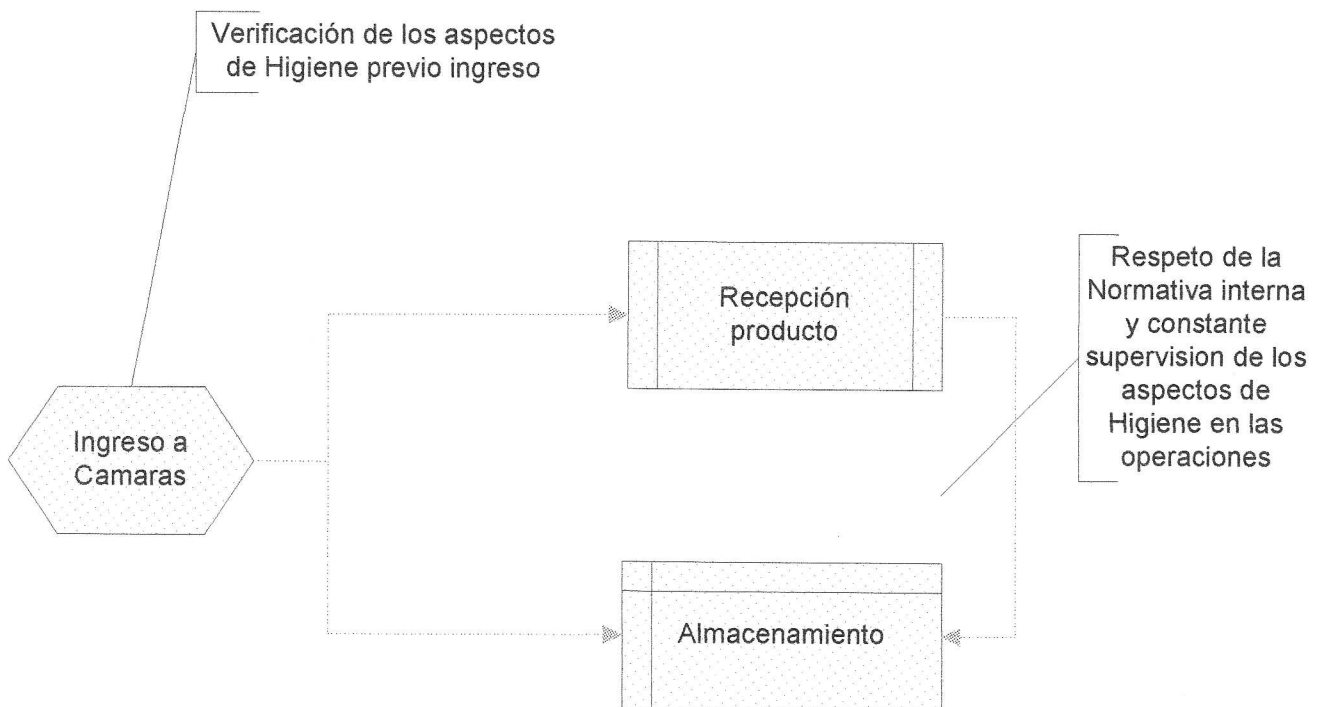 Verificación de los aspectos
de Higiene previo ingreso
Recepción
producto
Respeto de la
Normativa interna
y constante
supervision de los
aspectos de
Higiene en las
operaciones
Ingreso a
Camaras
Almacenamiento